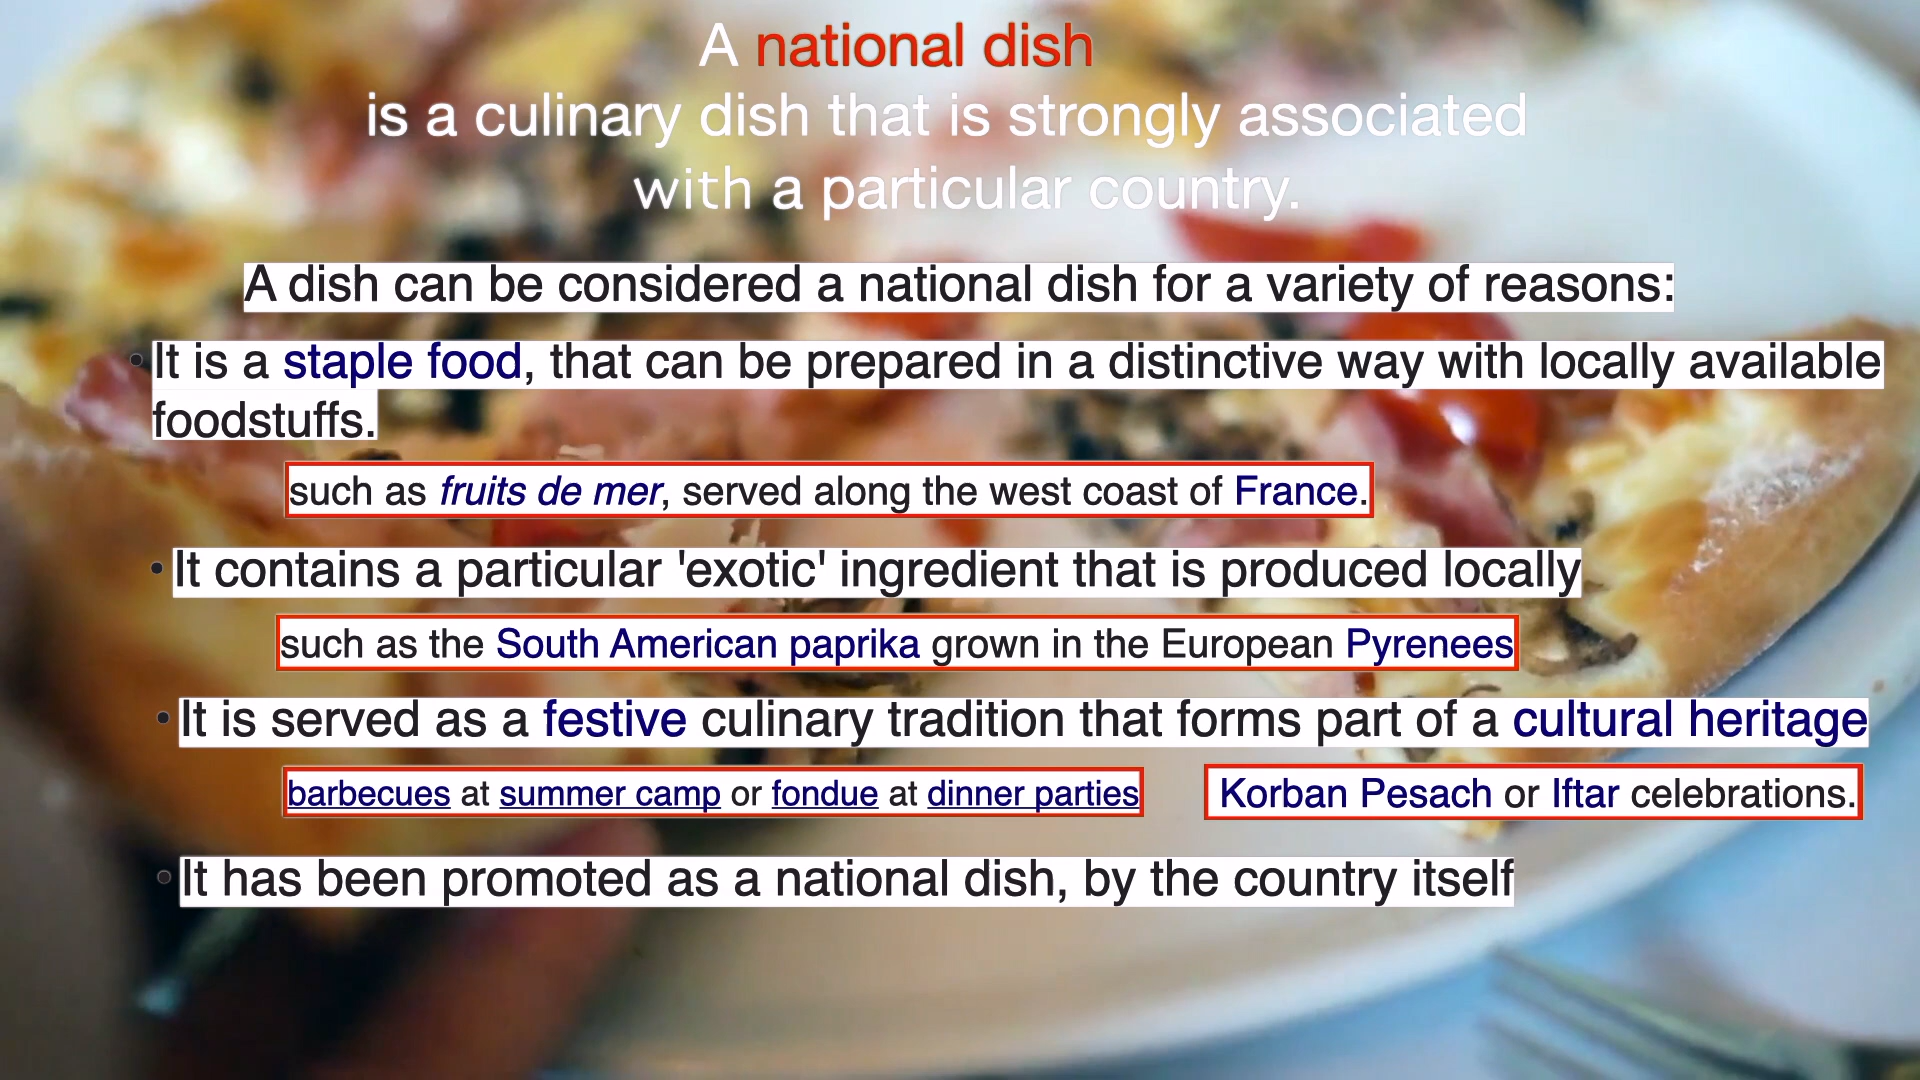 A national dish
is a culinary dish that is strongly associated
with a particular country.
A dish can be considered a national dish for a variety of reasons:
• It is a staple food, that can be prepared in a distinctive way with locally available
foodstuffs.
such as fruits de mer, served along the west coast of France.
• It contains a particular 'exotic' ingredient that is produced locally
such as the South American paprika grown in the European Pyrenees
• It is served as a festive culinary tradition that forms part of a cultural heritage
barbecues at summer camp or fondue at dinner parties
Korban Pesach or Iftar celebrations.
• It has been promoted as a national dish, by the country itself